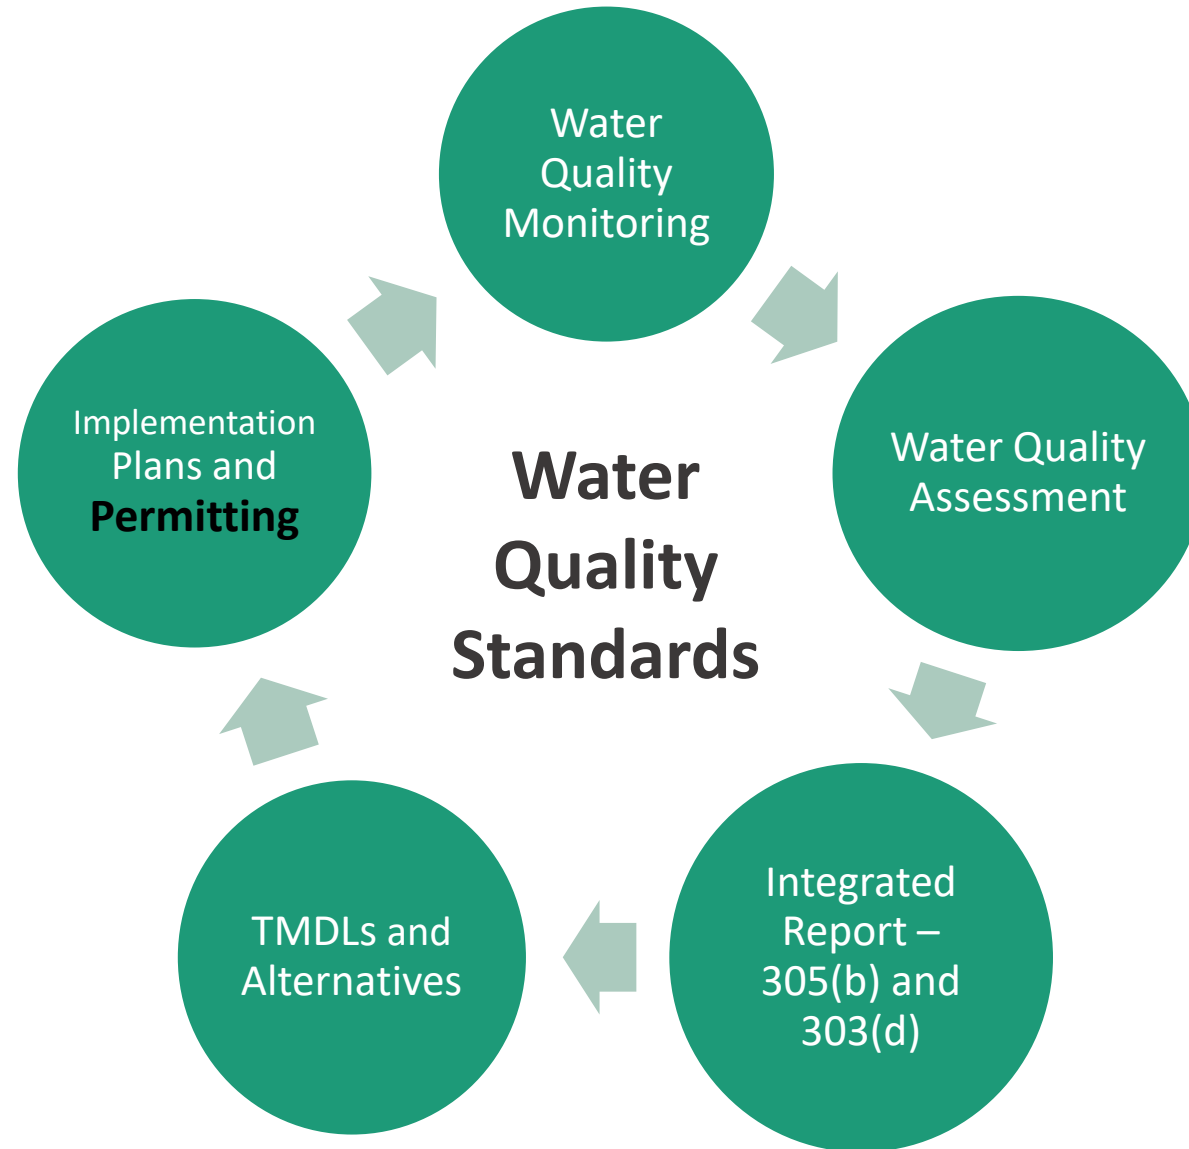 Water
Quality
Monitoring
Water Quality
Assessment
Integrated
Report –
305(b) and
303(d)
TMDLs and
Alternatives
Implementation
Plans and
Permitting
Water
Quality
Standards